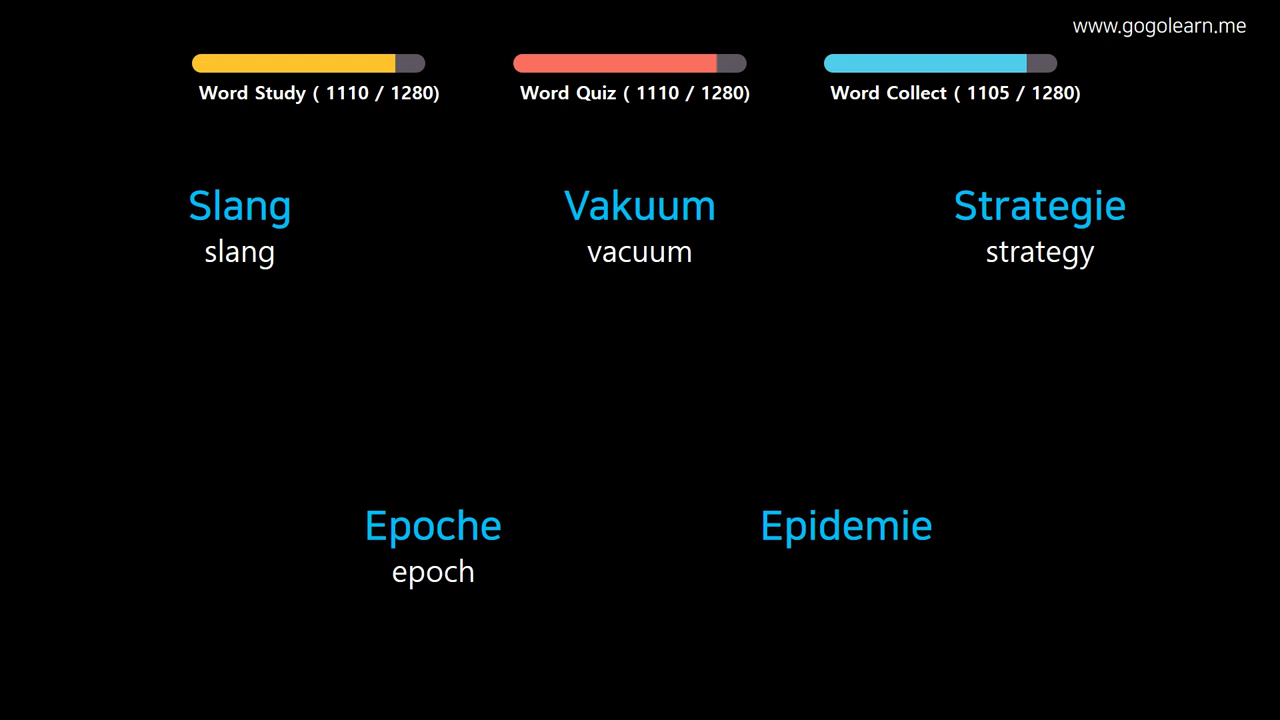 www.gogolearn.me
Word Study ( 1110 / 1280)
Word Quiz ( 1110 / 1280)
Word Collect ( 1105 / 1280)
Slang
slang
Vakuum
vacuum
Strategie
strategy
Epoche
epoch
Epidemie